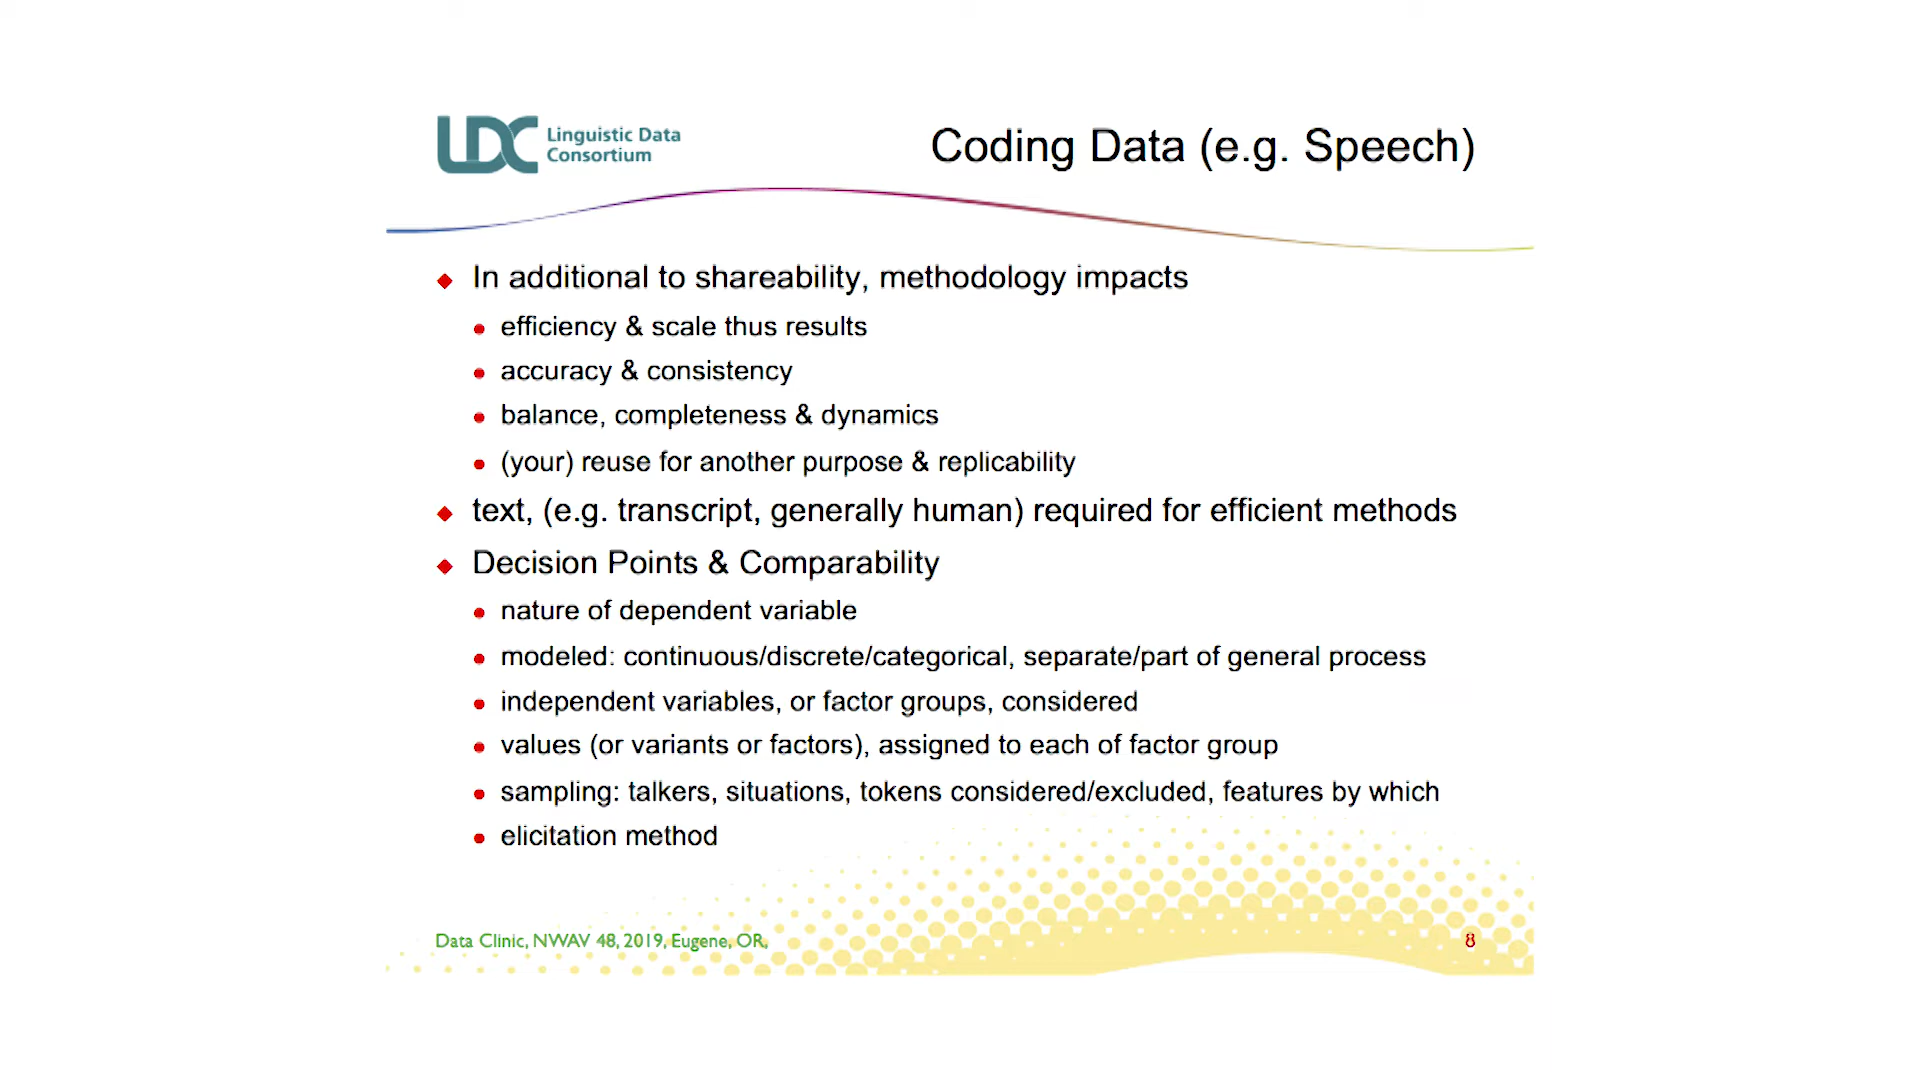 LDC Linguistic Data
Consortium
Coding Data (e.g. Speech)
In additional to shareability, methodology impacts
efficiency & scale thus results
accuracy & consistency
balance, completeness & dynamics
(your) reuse for another purpose & replicability
text, (e.g. transcript, generally human) required for efficient methods
Decision Points & Comparability
nature of dependent variable
modeled: continuous/discrete/categorical, separate/part of general process
independent variables, or factor groups, considered
values (or variants or factors), assigned to each of factor group
sampling: talkers, situations, tokens considered/excluded, features by which
elicitation method
Data Clinic, NWAV 48, 2019, Eugene, OR,
8